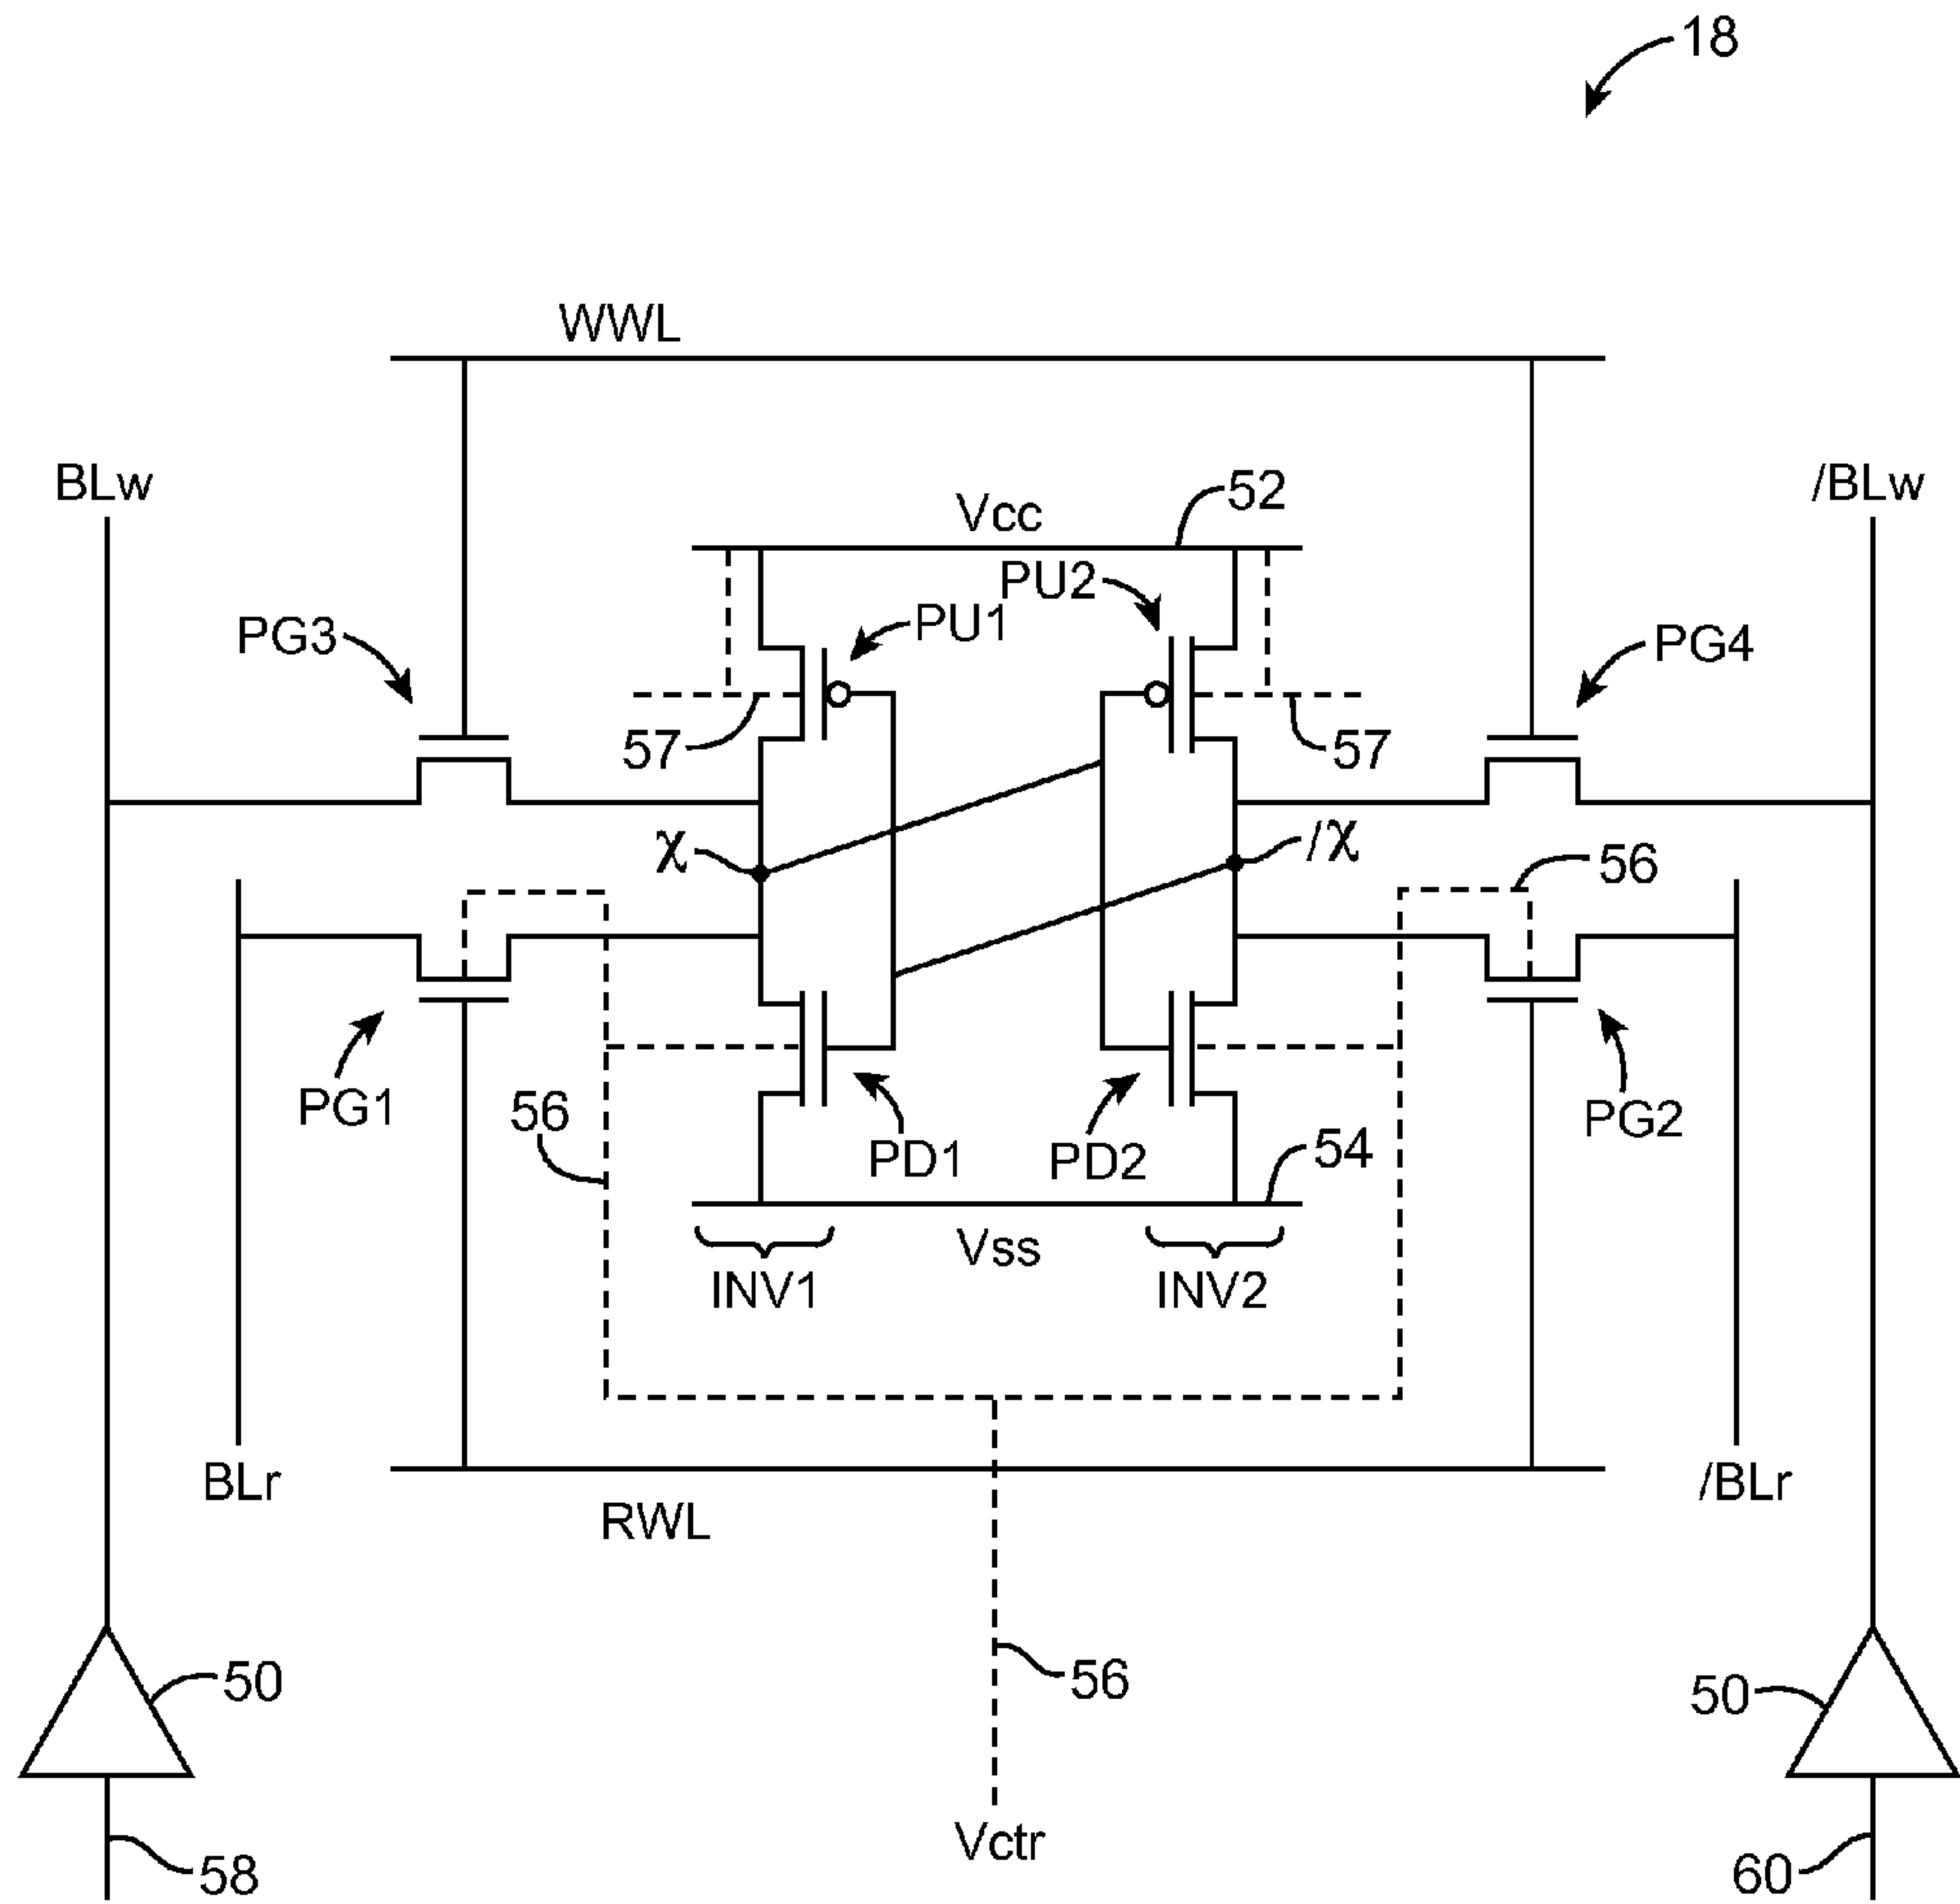 18
WWL
BLw
/BLw
52
Vcc
PU2
PU1
PG3
PG4
57
57
χ
/χ
56
PG1
56
PD1
PD2
54
PG2
Vss
INV1
INV2
BLr
/BLr
RWL
50
56
50
Vctr
58
60